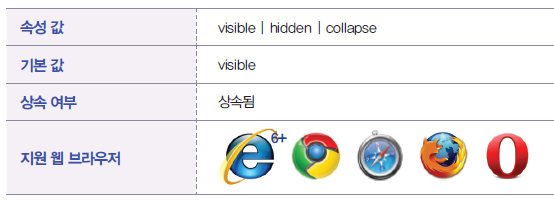 속성 값 visible | hidden | collapse
기본 값 visible
상속 여부 상속됨
지원 웹 브라우저 6+